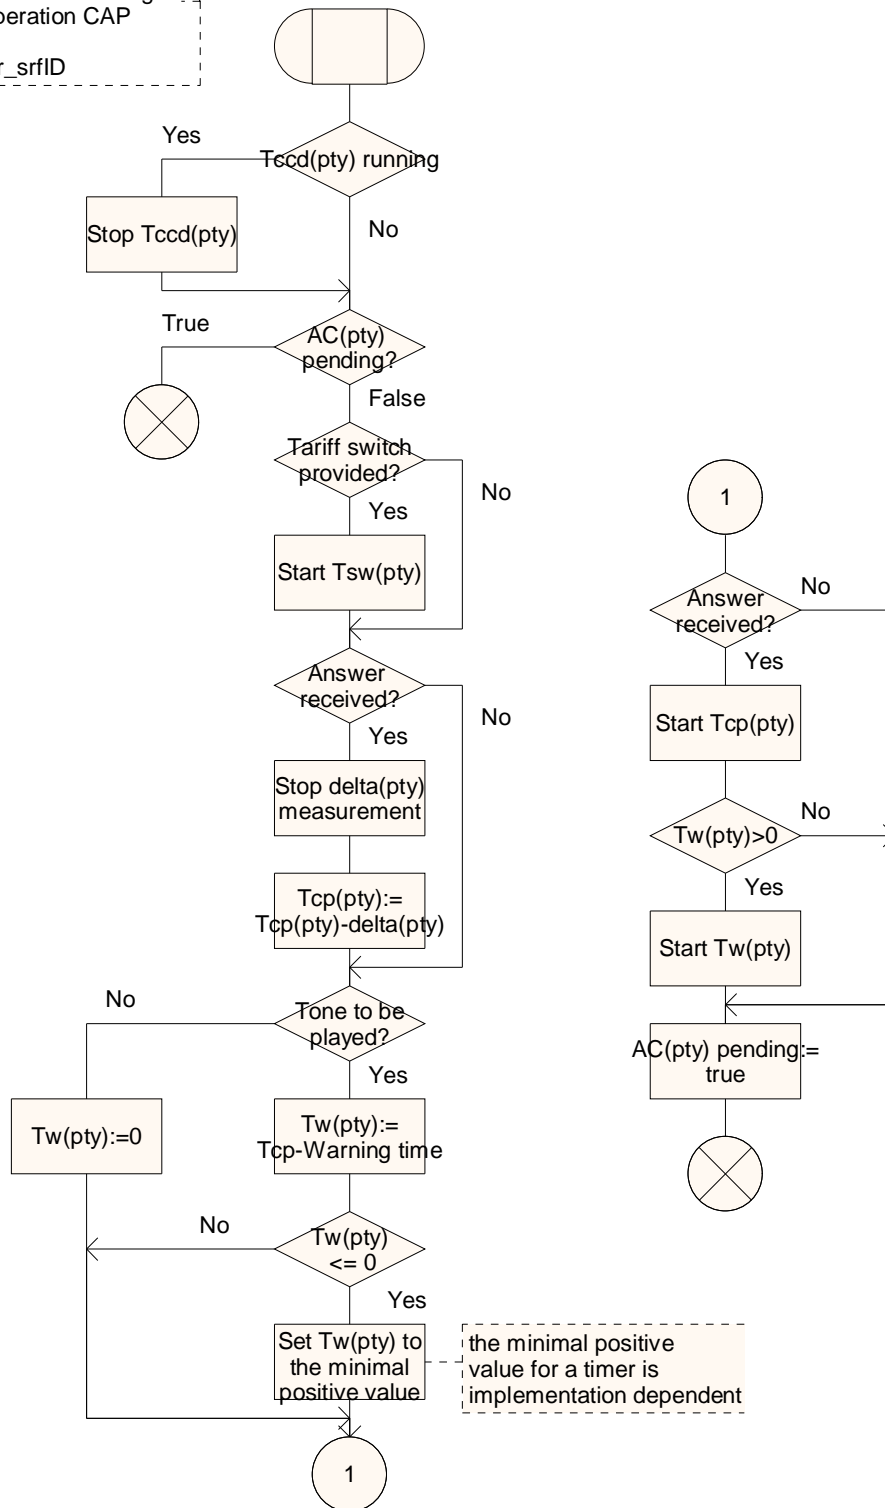 operation CAP
r_srfID
Yes
Tccd(pty) running
Stop Tccd(pty)
No
True
AC(pty)
pending?
False
Tariff switch
provided?
No
Yes
Start Tsw(pty)
Answer
received?
No
Yes
Stop delta(pty)
measurement
Tcp(pty):=
Tcp(pty)-delta(pty)
No
Tone to be
played?
Yes
Tw(pty):=0
Tw(pty):=
Tcp-Warning time
No
Tw(pty)
<= 0
Yes
Set Tw(pty) to
the minimal
positive value
the minimal positive
value for a timer is
implementation dependent
1
1
Answer
received?
No
Yes
Start Tcp(pty)
Tw(pty)>0
No
Yes
Start Tw(pty)
AC(pty) pending:=
true